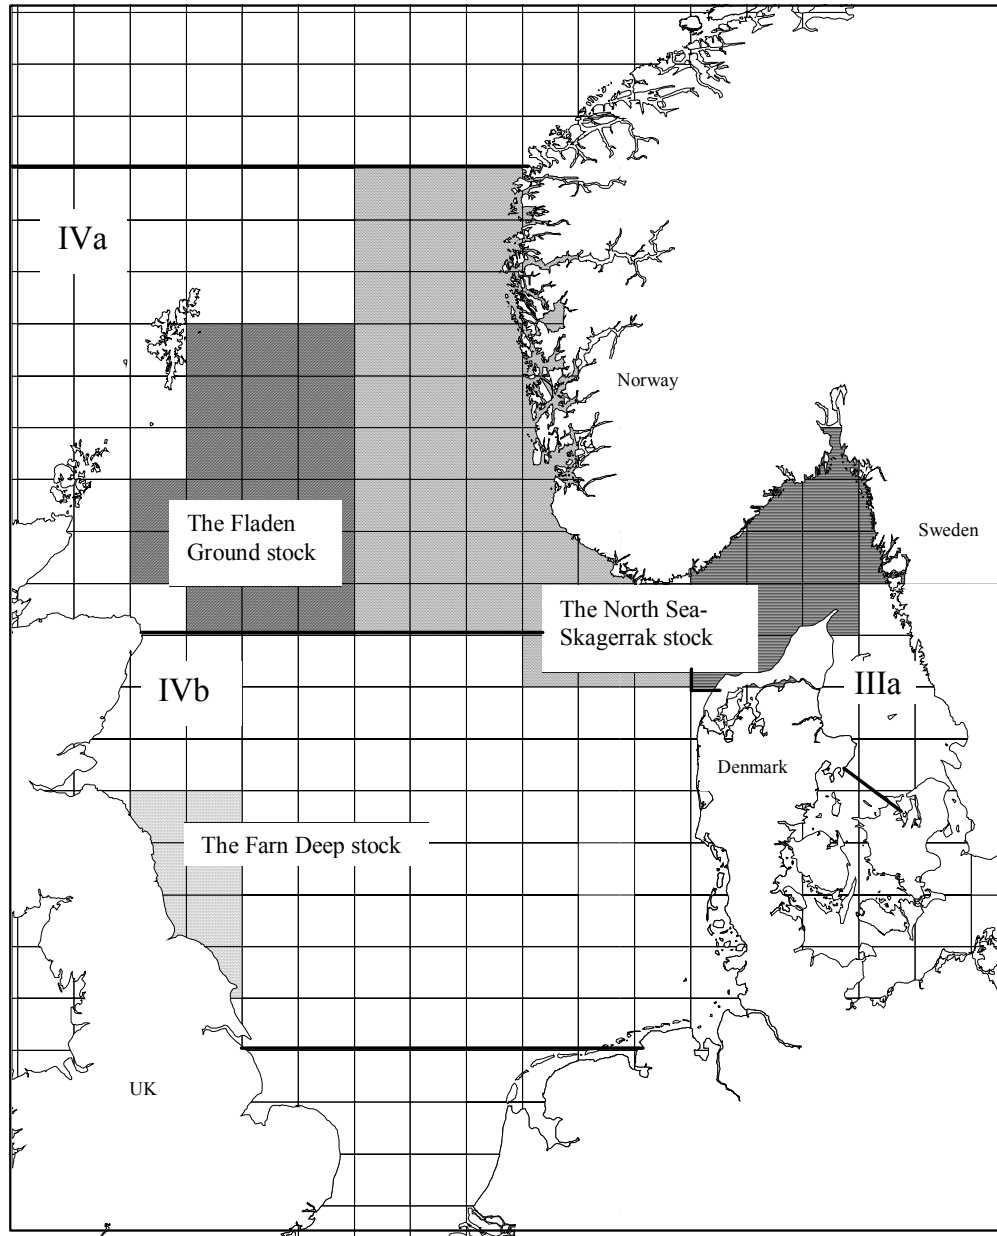 IVa
Norway
The Fladen
Ground stock
Sweden
The North Sea-
Skagerrak stock
IVb
IIIa
Denmark
The Farn Deep stock
UK